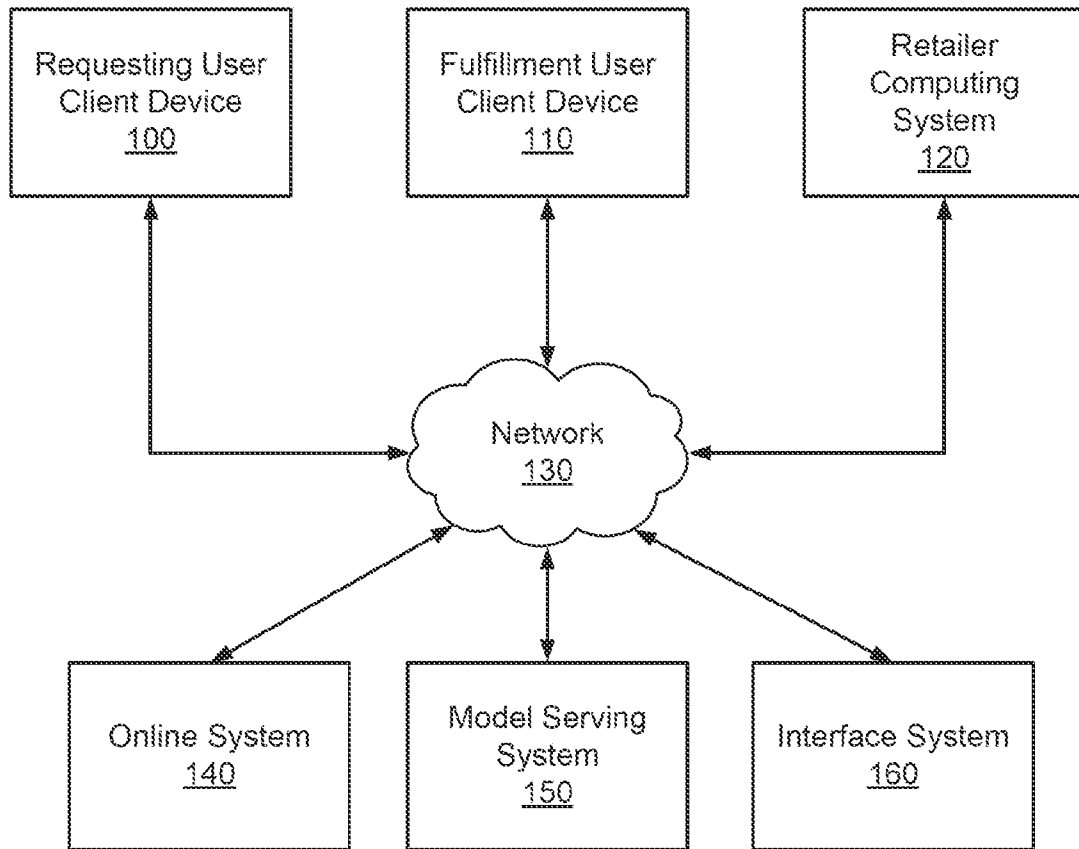 Requesting User
Client Device
100
Fulfillment User
Client Device
110
Retailer
Computing
System
120
Network
130
Online System
140
Model Serving
System
150
Interface System
160